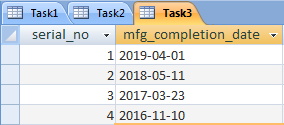 Task1 Task2 Task3
serial_no mfg_completion_date
1 2019-04-01
2 2018-05-11
3 2017-03-23
4 2016-11-10